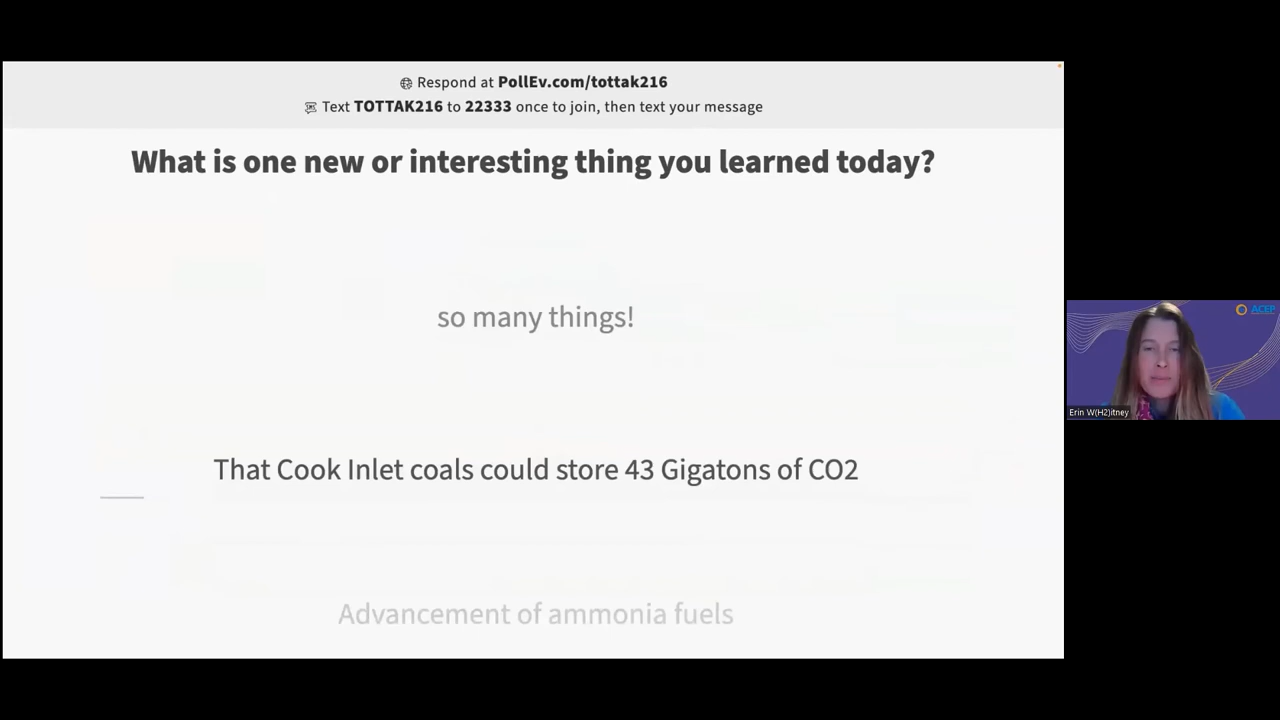 Respond at PollEv.com/tottak216
Text TOTTAK216 to 22333 once to join, then text your message
What is one new or interesting thing you learned today?
so many things!
That Cook Inlet coals could store 43 Gigatons of CO2
Advancement of ammonia fuels
ACEP
Erin W(H2)itney